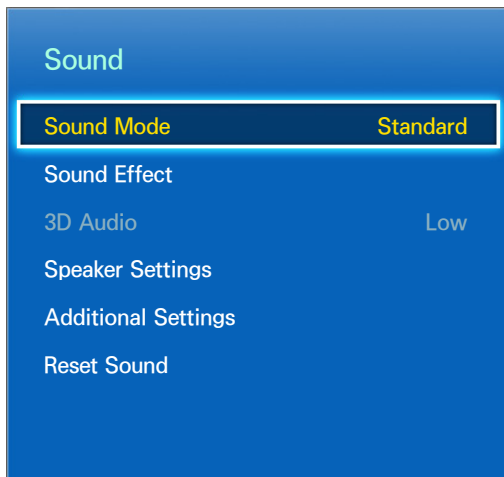 Sound
Sound Mode Standard
Sound Effect
3D Audio Low
Speaker Settings
Additional Settings
Reset Sound